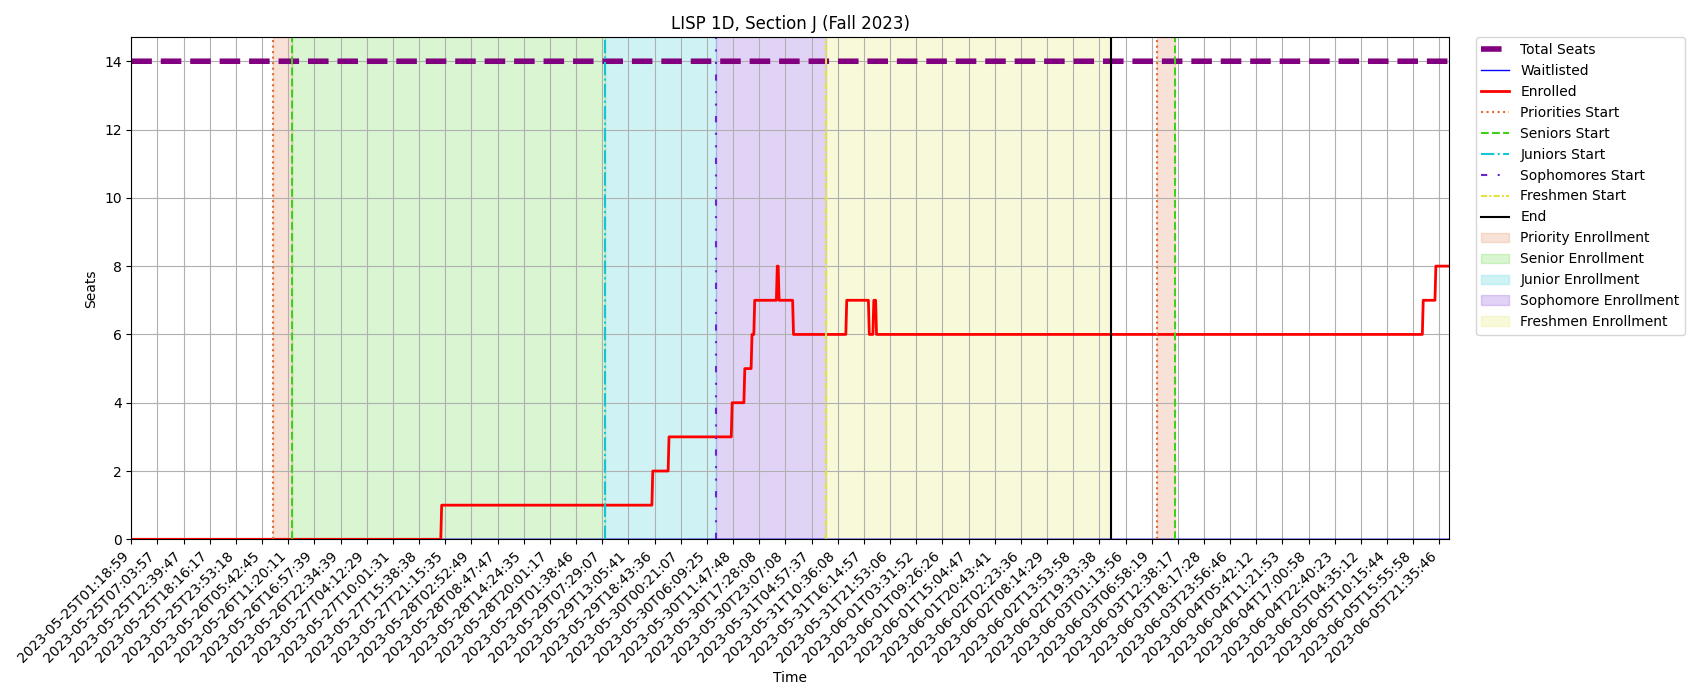 LISP 1D, Section J (Fall 2023)
Seats
14
12
10
8
6
4
2
0
2023-05-25T01:18:59
2023-05-25T07:03:57
2023-05-25T12:39:47
2023-05-25T18:16:17
2023-05-25T23:53:18
2023-05-26T05:42:45
2023-05-26T11:20:11
2023-05-26T16:57:39
2023-05-26T22:34:39
2023-05-27T04:12:29
2023-05-27T10:01:31
2023-05-27T15:38:38
2023-05-27T21:15:35
2023-05-28T02:52:49
2023-05-28T08:47:47
2023-05-28T14:24:35
2023-05-28T20:01:17
2023-05-29T01:38:46
2023-05-29T07:29:07
2023-05-29T13:05:41
2023-05-29T18:43:36
2023-05-30T00:21:07
2023-05-30T06:09:25
2023-05-30T11:47:48
2023-05-30T17:28:08
2023-05-30T23:07:08
2023-05-31T04:57:37
2023-05-31T10:36:08
2023-05-31T16:14:57
2023-05-31T21:53:06
2023-06-01T03:31:52
2023-06-01T09:26:26
2023-06-01T15:04:47
2023-06-01T20:43:41
2023-06-02T02:23:36
2023-06-02T08:14:29
2023-06-02T13:53:58
2023-06-02T19:33:38
2023-06-03T01:13:56
2023-06-03T06:58:19
2023-06-03T12:38:17
2023-06-03T18:17:28
2023-06-03T23:56:46
2023-06-04T05:42:12
2023-06-04T11:21:53
2023-06-04T17:00:58
2023-06-04T22:40:23
2023-06-05T04:35:12
2023-06-05T10:15:44
2023-06-05T15:55:58
2023-06-05T21:35:46
Time
Total Seats
Waitlisted
Enrolled
Priorities Start
Seniors Start
Juniors Start
Sophomores Start
Freshmen Start
End
Priority Enrollment
Senior Enrollment
Junior Enrollment
Sophomore Enrollment
Freshmen Enrollment